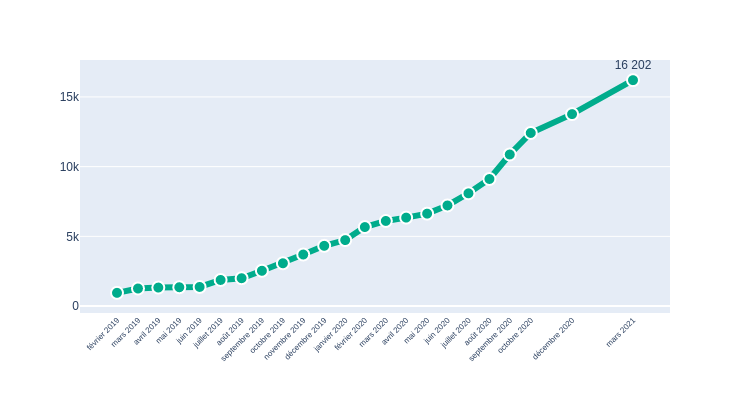 16 202
15k
10k
5k
0
février 2019
mars 2019
avril 2019
mai 2019
juin 2019
juillet 2019
août 2019
septembre 2019
octobre 2019
novembre 2019
décembre 2019
janvier 2020
février 2020
mars 2020
avril 2020
mai 2020
juin 2020
juillet 2020
août 2020
septembre 2020
octobre 2020
décembre 2020
mars 2021